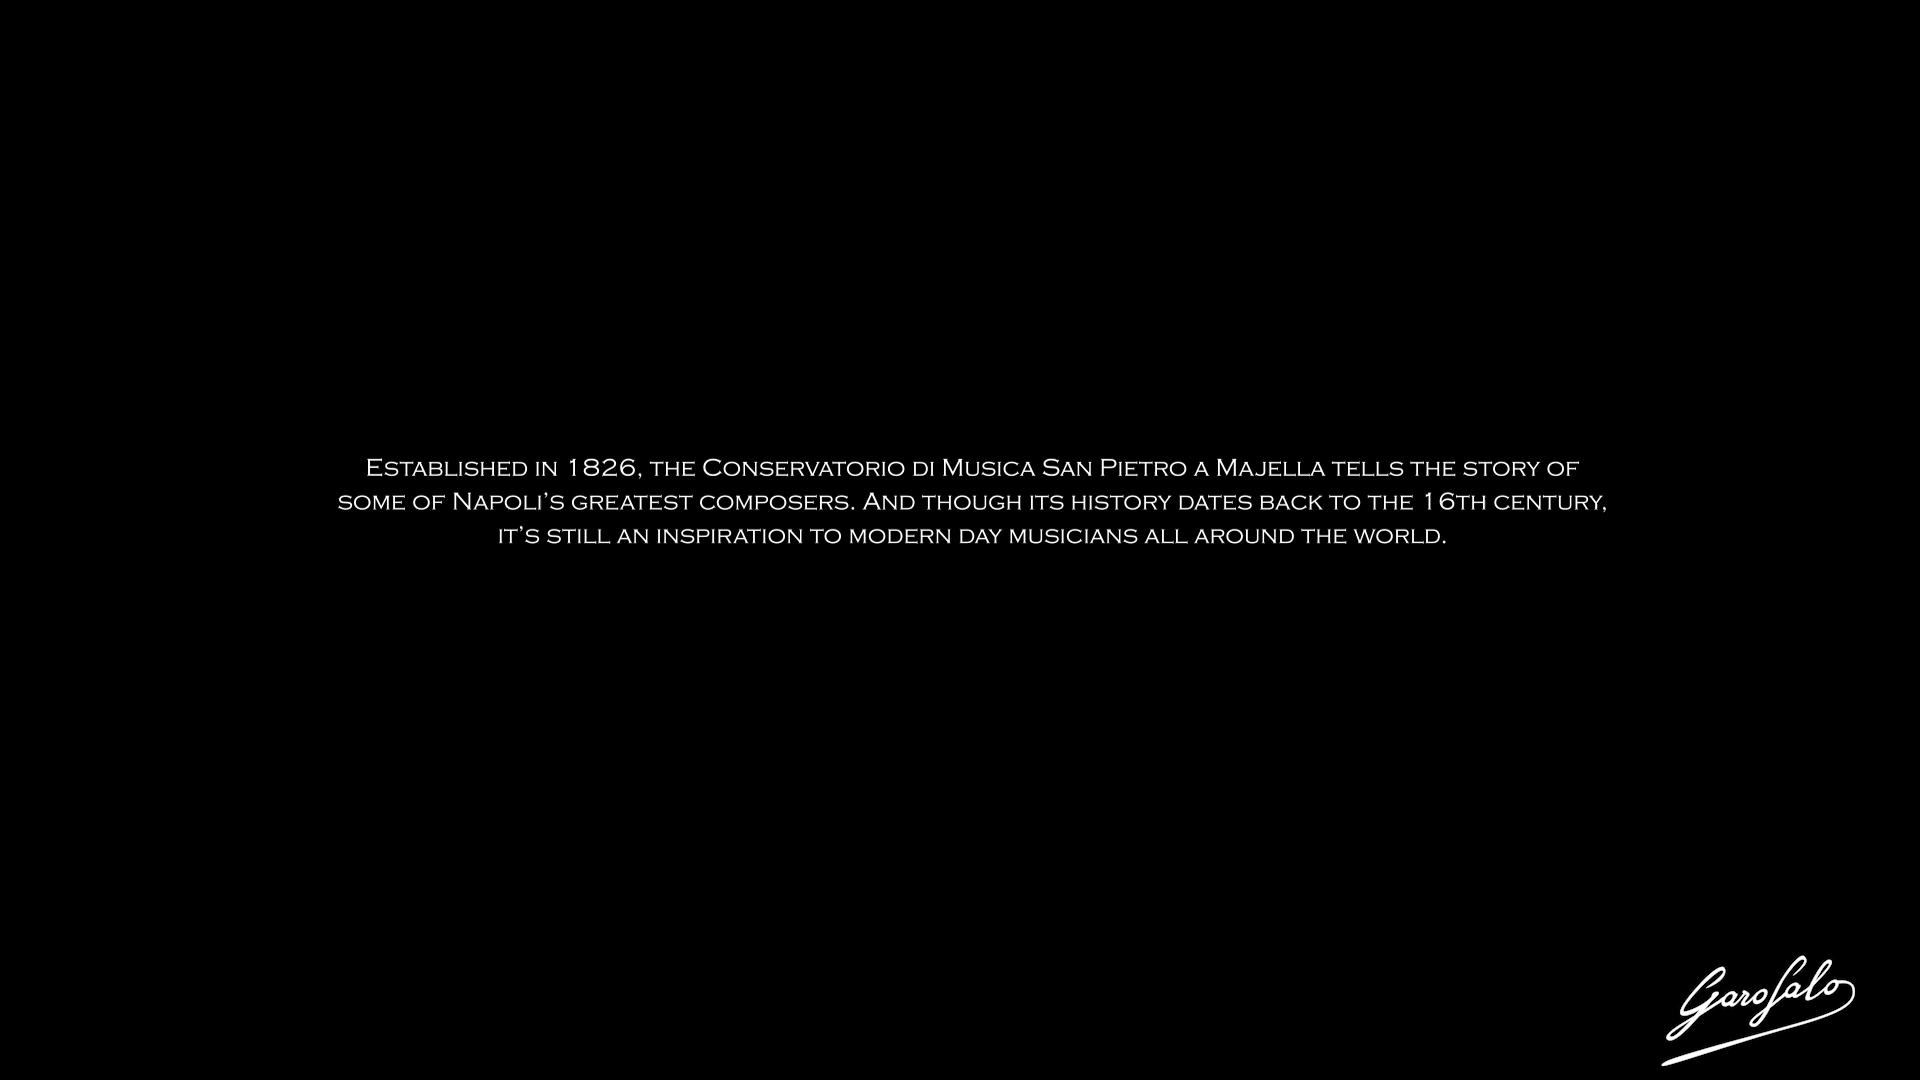 Established in 1826, the Conservatorio di Musica San Pietro a Majella tells the story of
some of Napoli’s greatest composers. And though its history dates back to the 16th century,
it’s still an inspiration to modern day musicians all around the world.
Garofalo